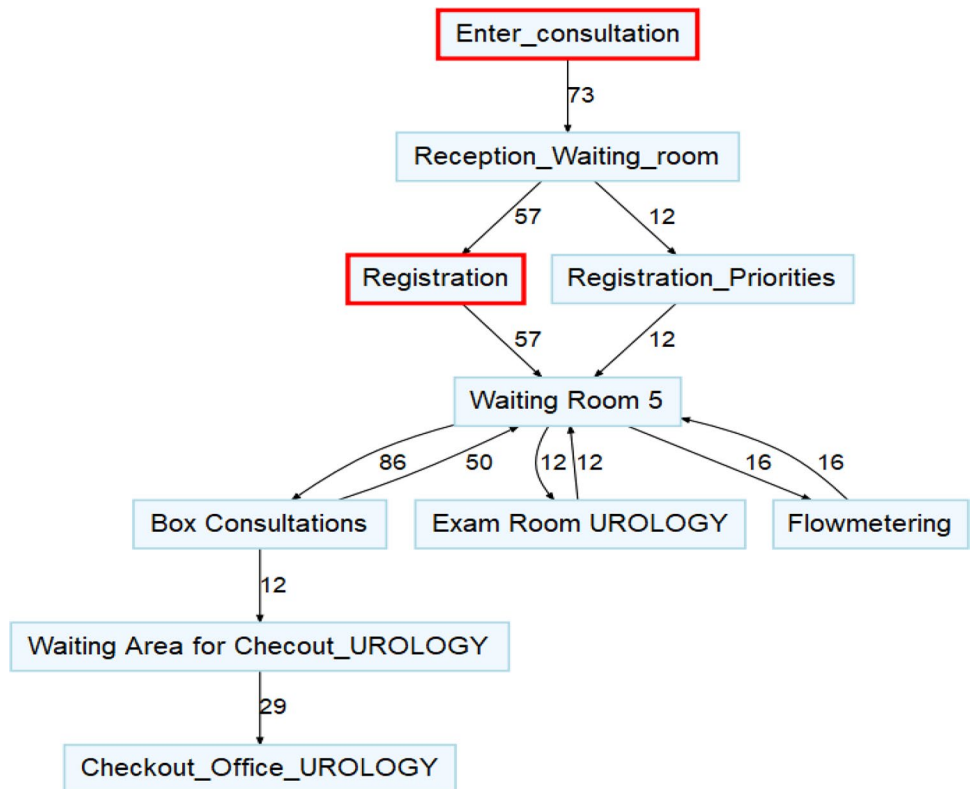 Enter_consultation
73
Reception_Waiting_room
57 12
Registration Registration_Priorities
57 12
Waiting Room 5
86 50 12 12 16 16
Box Consultations Exam Room UROLOGY Flowmetering
12
Waiting Area for Checout_UROLOGY
29
Checkout_Office_UROLOGY